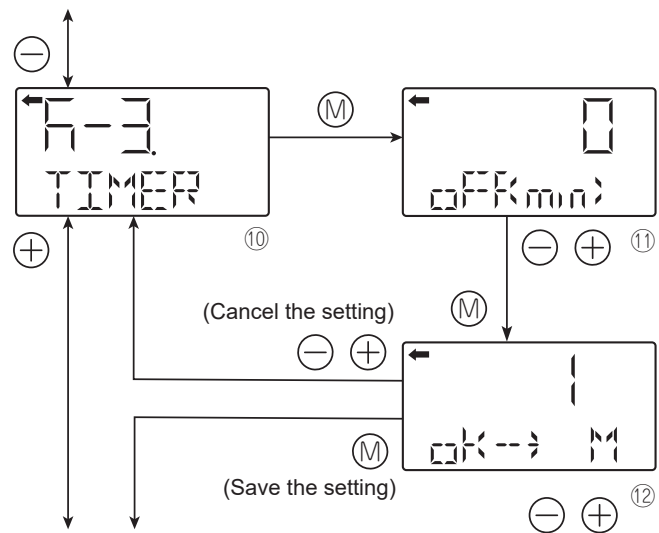 ⊖
A-3.
TIMER
⑩
Ⓜ
0
oFF(min)
⊖ ⊕ ⑪
⊕
Ⓜ
(Cancel the setting)
⊖ ⊕
1
oK--> M
⑫
Ⓜ
(Save the setting)
⊖ ⊕